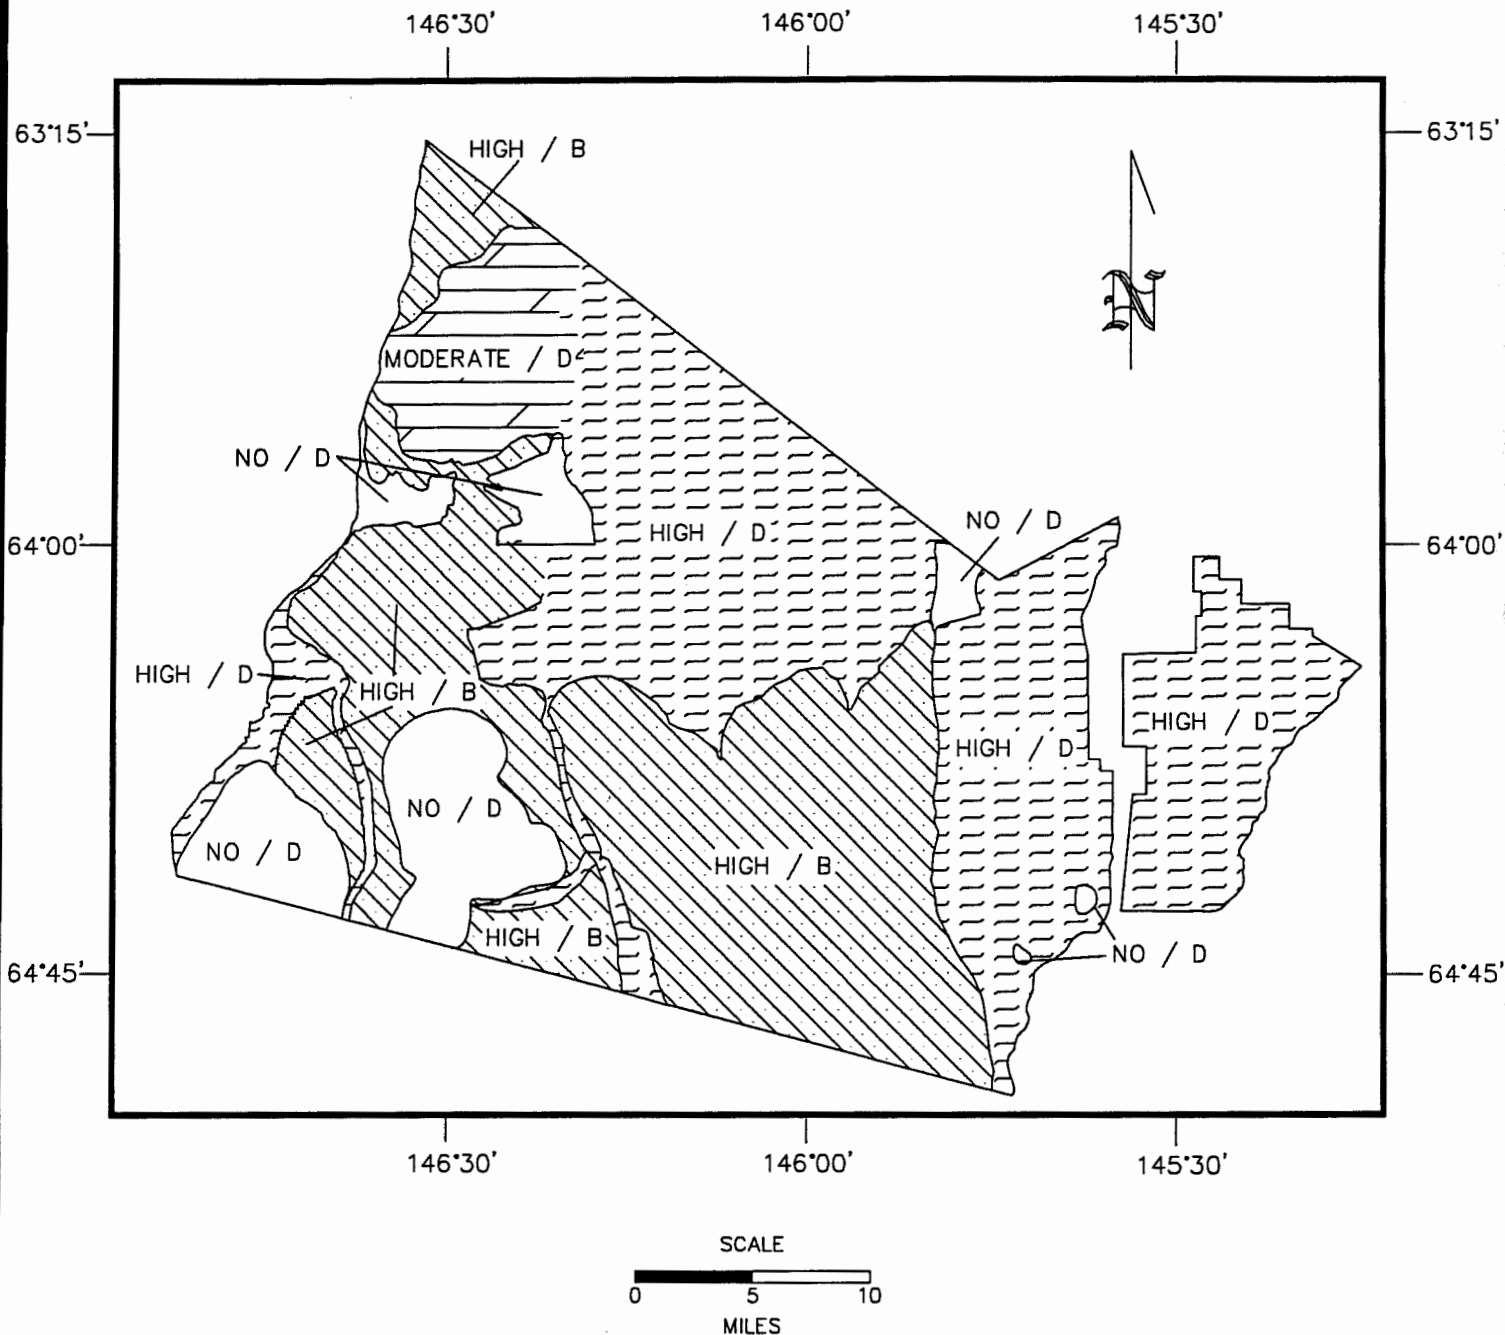 146°30' 146°00' 145°30'
63°15' 63°15'
HIGH / B
N
MODERATE / D
NO / D
HIGH / D
NO / D
64°00' 64°00'
HIGH / D
HIGH / B
HIGH / D
HIGH / D
NO / D
NO / D
HIGH / B
HIGH / B
NO / D
64°45' 64°45'
146°30' 146°00' 145°30'
SCALE
0 5 10
MILES